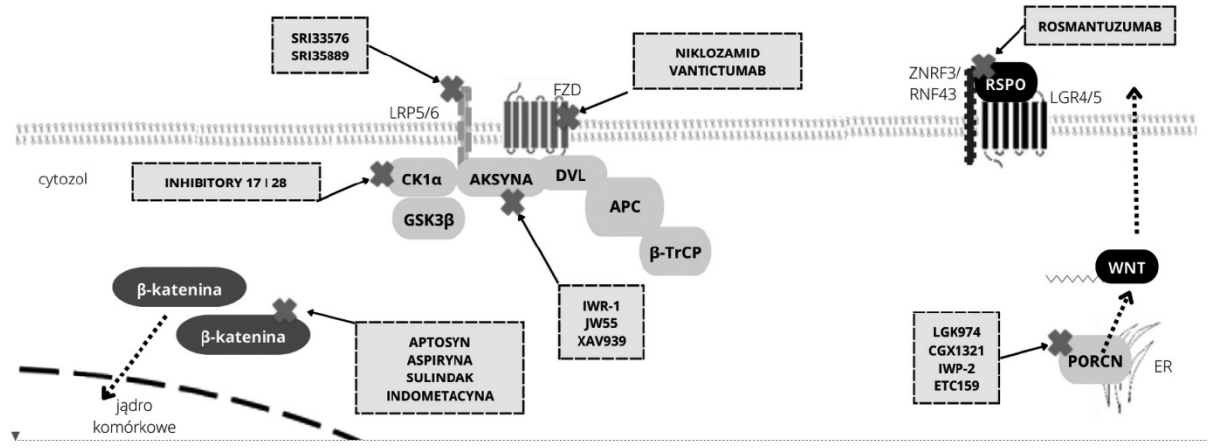 SRI33576
SRI35889
NIKLOZAMID
VANTICTUMAB
ROSMANTUZUMAB
LRP5/6
FZD
ZNRF3/
RNF43
RSPO
LGR4/5
cytozol
INHIBITORY 17 I 28
CK1α
AKSYNA
DVL
GSK3β
APC
β-TrCP
WNT
β-katenina
β-katenina
IWR-1
JW55
XAV939
APTOSYN
ASPIRYNA
SULINDAK
INDOMETACYNA
LGK974
CGX1321
IWP-2
ETC159
PORCN
ER
jądro
komórkowe